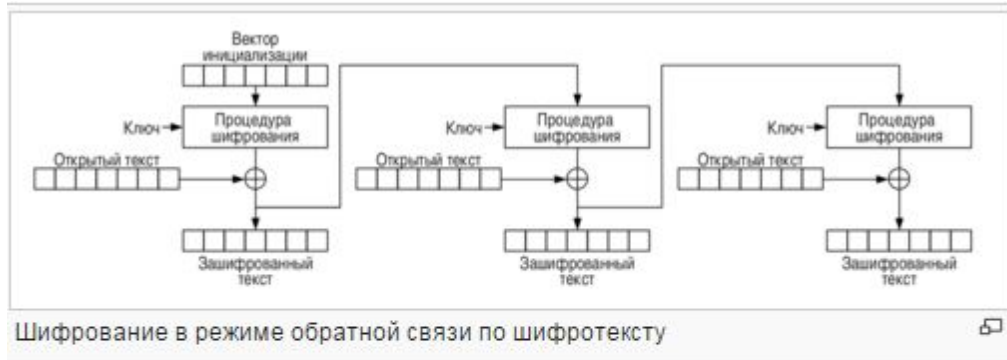 Вектор
инициализации
Ключ
Процедура
шифрования
Ключ
Процедура
шифрования
Ключ
Процедура
шифрования
Открытый текст
Открытый текст
Открытый текст
Зашифрованный
текст
Зашифрованный
текст
Зашифрованный
текст
Шифрование в режиме обратной связи по шифротексту